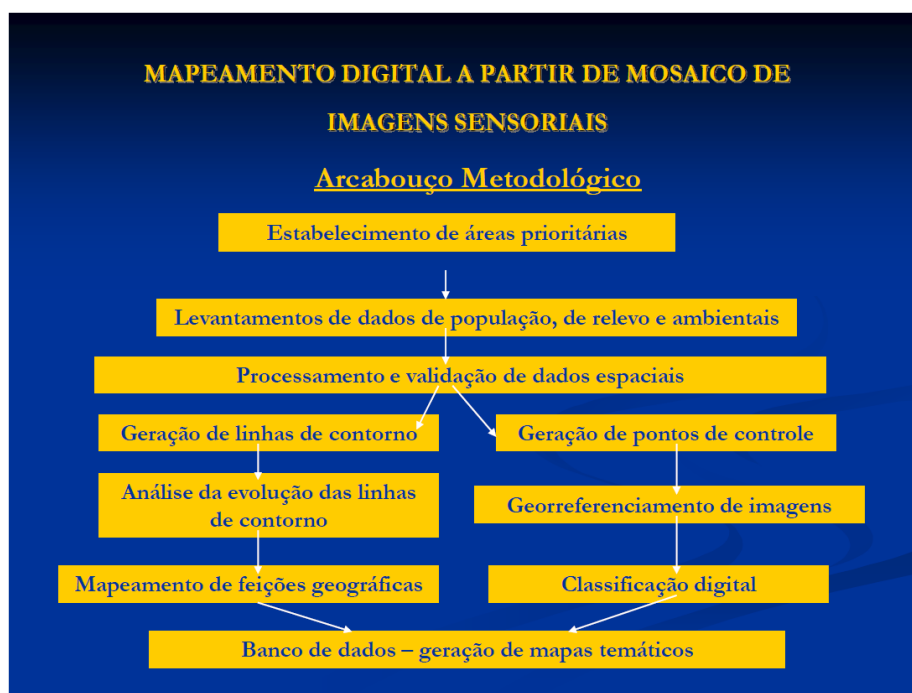 MAPEAMENTO DIGITAL A PARTIR DE MOSAICO DE
IMAGENS SENSORIAIS
Arcabouço Metodológico
Estabelecimento de áreas prioritárias
Levantamentos de dados de população, de relevo e ambientais
Processamento e validação de dados espaciais
Geração de linhas de contorno
Geração de pontos de controle
Análise da evolução das linhas
de contorno
Georreferenciamento de imagens
Mapeamento de feições geográficas
Classificação digital
Banco de dados – geração de mapas temáticos